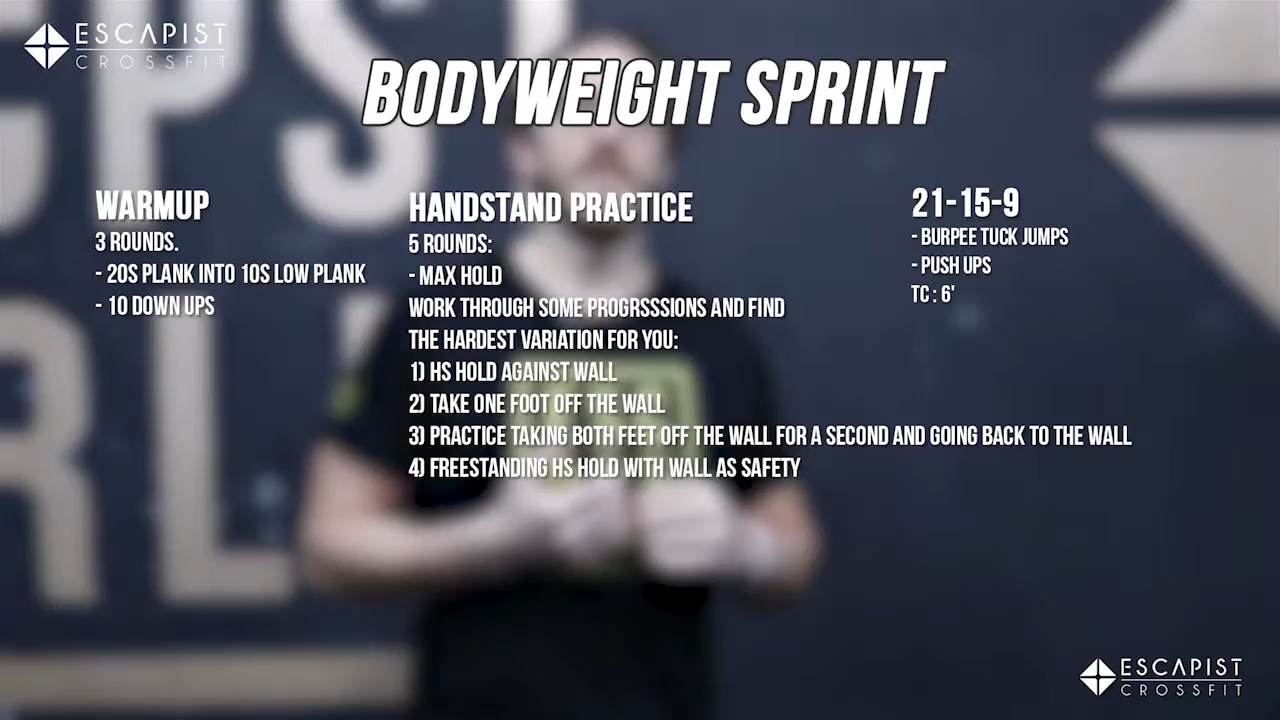 ESCAPIST
CROSSFIT
BODYWEIGHT SPRINT
WARMUP
3 ROUNDS.
- 20S PLANK INTO 10S LOW PLANK
- 10 DOWN UPS
HANDSTAND PRACTICE
5 ROUNDS:
- MAX HOLD
WORK THROUGH SOME PROGRSSSIONS AND FIND
THE HARDEST VARIATION FOR YOU:
1) HS HOLD AGAINST WALL
2) TAKE ONE FOOT OFF THE WALL
3) PRACTICE TAKING BOTH FEET OFF THE WALL FOR A SECOND AND GOING BACK TO THE WALL
4) FREESTANDING HS HOLD WITH WALL AS SAFETY
21-15-9
- BURPEE TUCK JUMPS
- PUSH UPS
TC : 6'
ESCAPIST
CROSSFIT